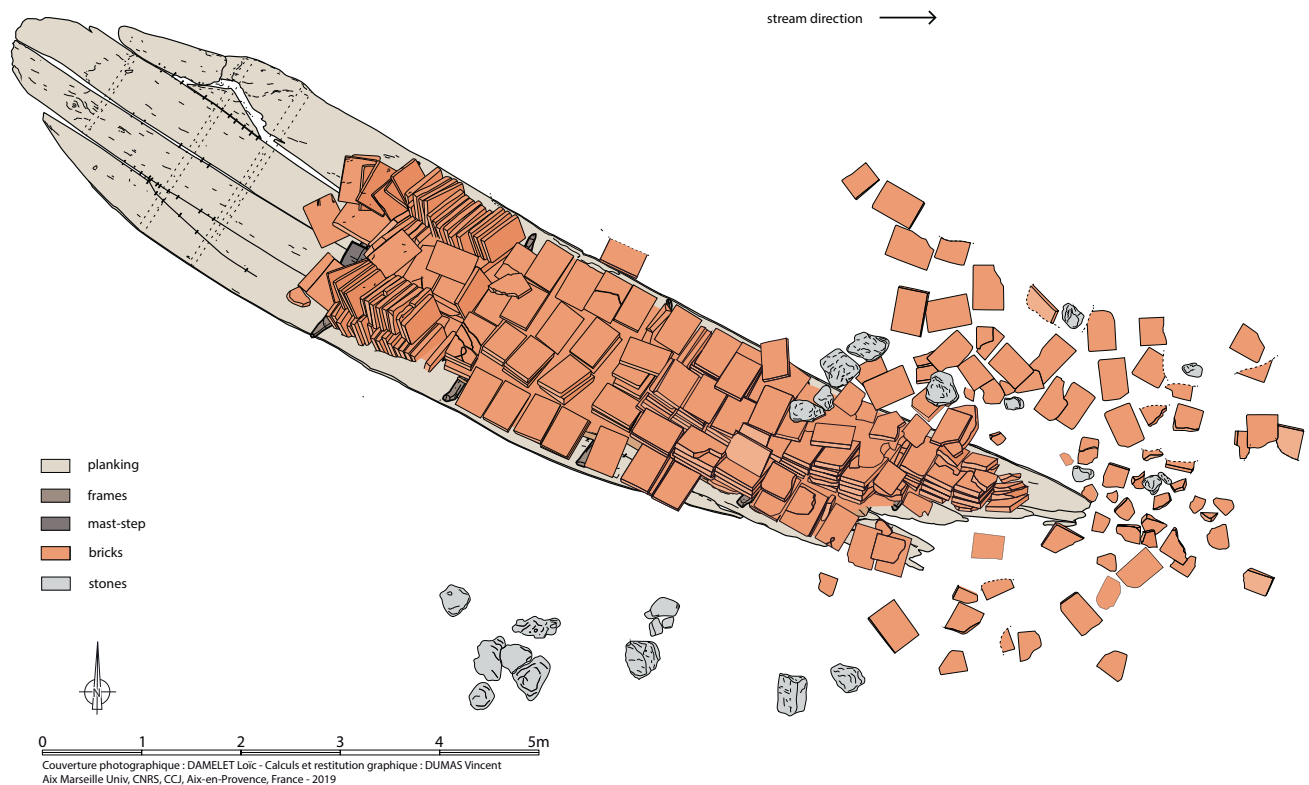 stream direction
planking
frames
mast-step
bricks
stones
N
0 1 2 3 4 5m
Couverture photographique : DAMELET Loïc - Calculs et restitution graphique : DUMAS Vincent
Aix Marseille Univ, CNRS, CCJ, Aix-en-Provence, France - 2019